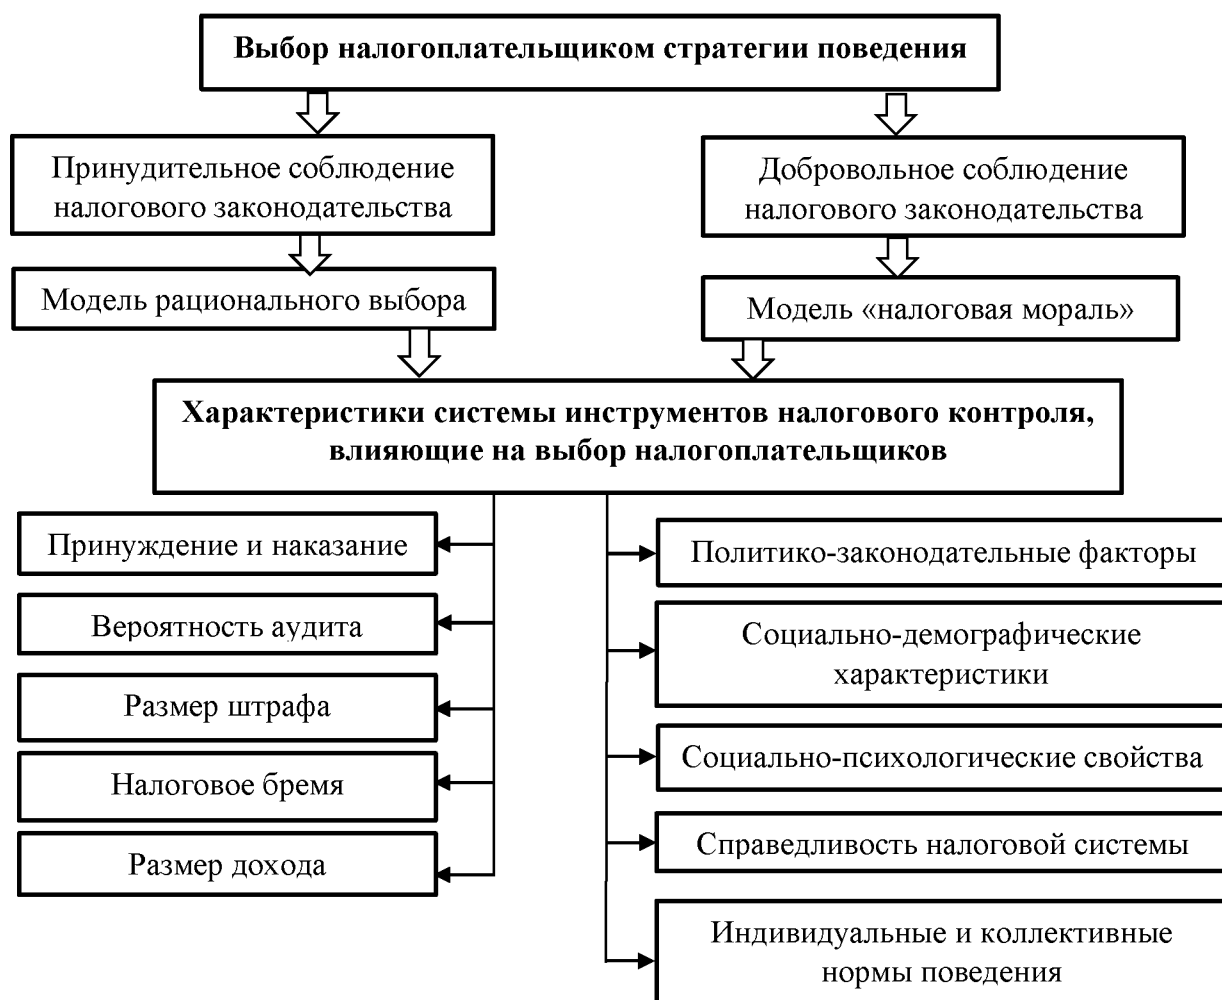 Выбор налогоплательщиком стратегии поведения
Принудительное соблюдение
налогового законодательства
Добровольное соблюдение
налогового законодательства
Модель рационального выбора
Модель «налоговая мораль»
Характеристики системы инструментов налогового контроля,
влияющие на выбор налогоплательщиков
Принуждение и наказание
Вероятность аудита
Размер штрафа
Налоговое бремя
Размер дохода
Политико-законодательные факторы
Социально-демографические
характеристики
Социально-психологические свойства
Справедливость налоговой системы
Индивидуальные и коллективные
нормы поведения